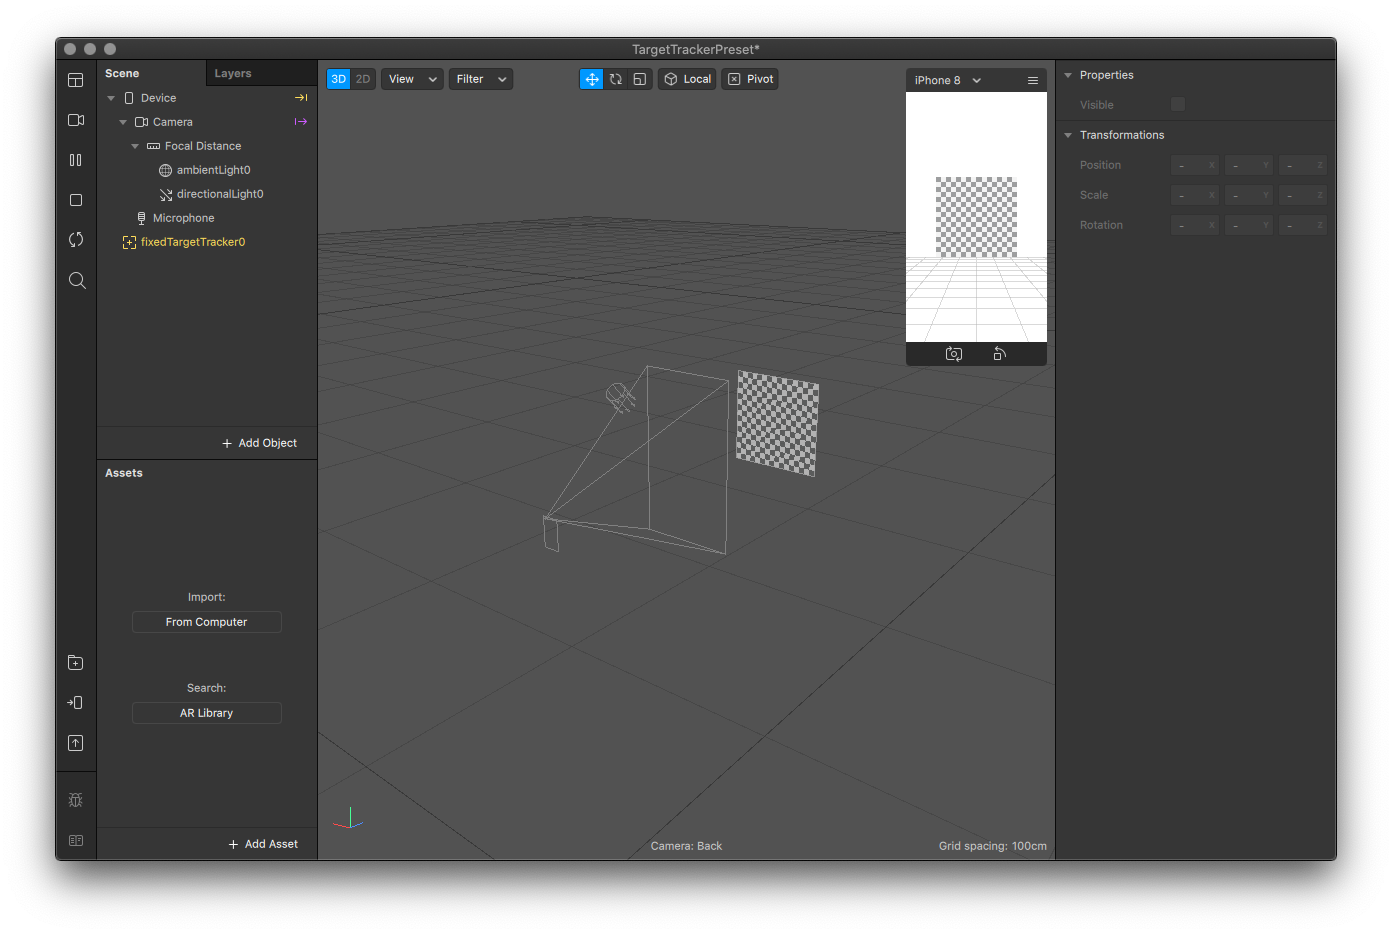 TargetTrackerPreset*
Scene
Layers
Device
Camera
Focal Distance
ambientLight0
directionalLight0
Microphone
fixedTargetTracker0
+ Add Object
Assets
Import:
From Computer
Search:
AR Library
+ Add Asset
3D 2D View Filter Local Pivot
iPhone 8
Camera: Back
Grid spacing: 100cm
Properties
Visible
Transformations
Position - X - Y - Z
Scale - X - Y - Z
Rotation - X - Y - Z